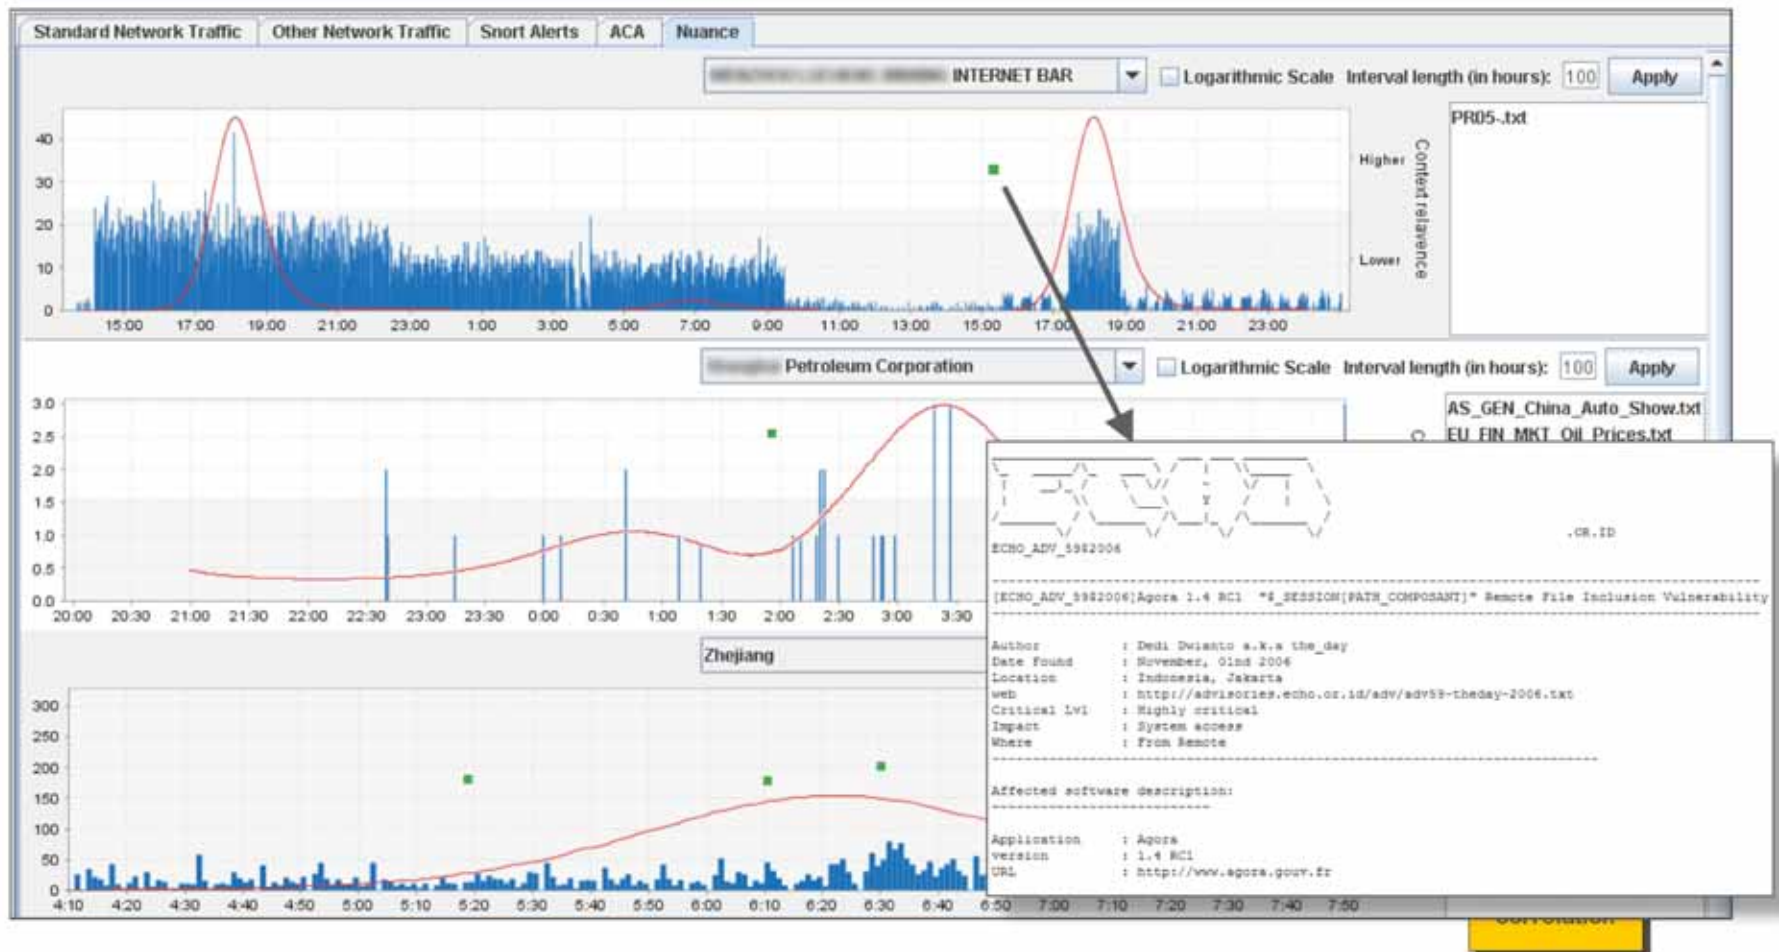 Standard Network Traffic Other Network Traffic Snort Alerts ACA Nuance
INTERNET BAR Logarithmic Scale Interval length (in hours): 100 Apply
PR05-.txt
40
30
20
10
0
Higher
Lower
Context relavence
15:00 17:00 19:00 21:00 23:00 1:00 3:00 5:00 7:00 9:00 11:00 13:00 15:00 17:00 19:00 21:00 23:00
Petroleum Corporation Logarithmic Scale Interval length (in hours): 100 Apply
AS_GEN_China_Auto_Show.txt
EU_FIN_MKT_Oil_Prices.txt
3.0
2.5
2.0
1.5
1.0
0.5
0.0
20:00 20:30 21:00 21:30 22:00 22:30 23:00 23:30 0:00 0:30 1:00 1:30 2:00 2:30 3:00 3:30
Zhejiang
300
250
200
150
100
50
0
4:10 4:20 4:30 4:40 4:50 5:00 5:10 5:20 5:30 5:40 5:50 6:00 6:10 6:20 6:30 6:40 6:50 7:00 7:10 7:20 7:30 7:40 7:50
.OR.ID
ECHO_ADV_59$2006
[ECHO_ADV_59$2006]Agora 1.4 RC1 "$_SESSION[PATH_COMPOSANT]" Remote File Inclusion Vulnerability
Author : Dedi Dwianto a.k.a the_day
Date Found : November, 01nd 2006
Location : Indonesia, Jakarta
web : http://advisories.echo.or.id/adv/adv59-theday-2006.txt
Critical Lvl : Highly critical
Impact : System access
Where : From Remote
Affected software description:
Application : Agora
version : 1.4 RC1
URL : http://www.agora.gouv.fr